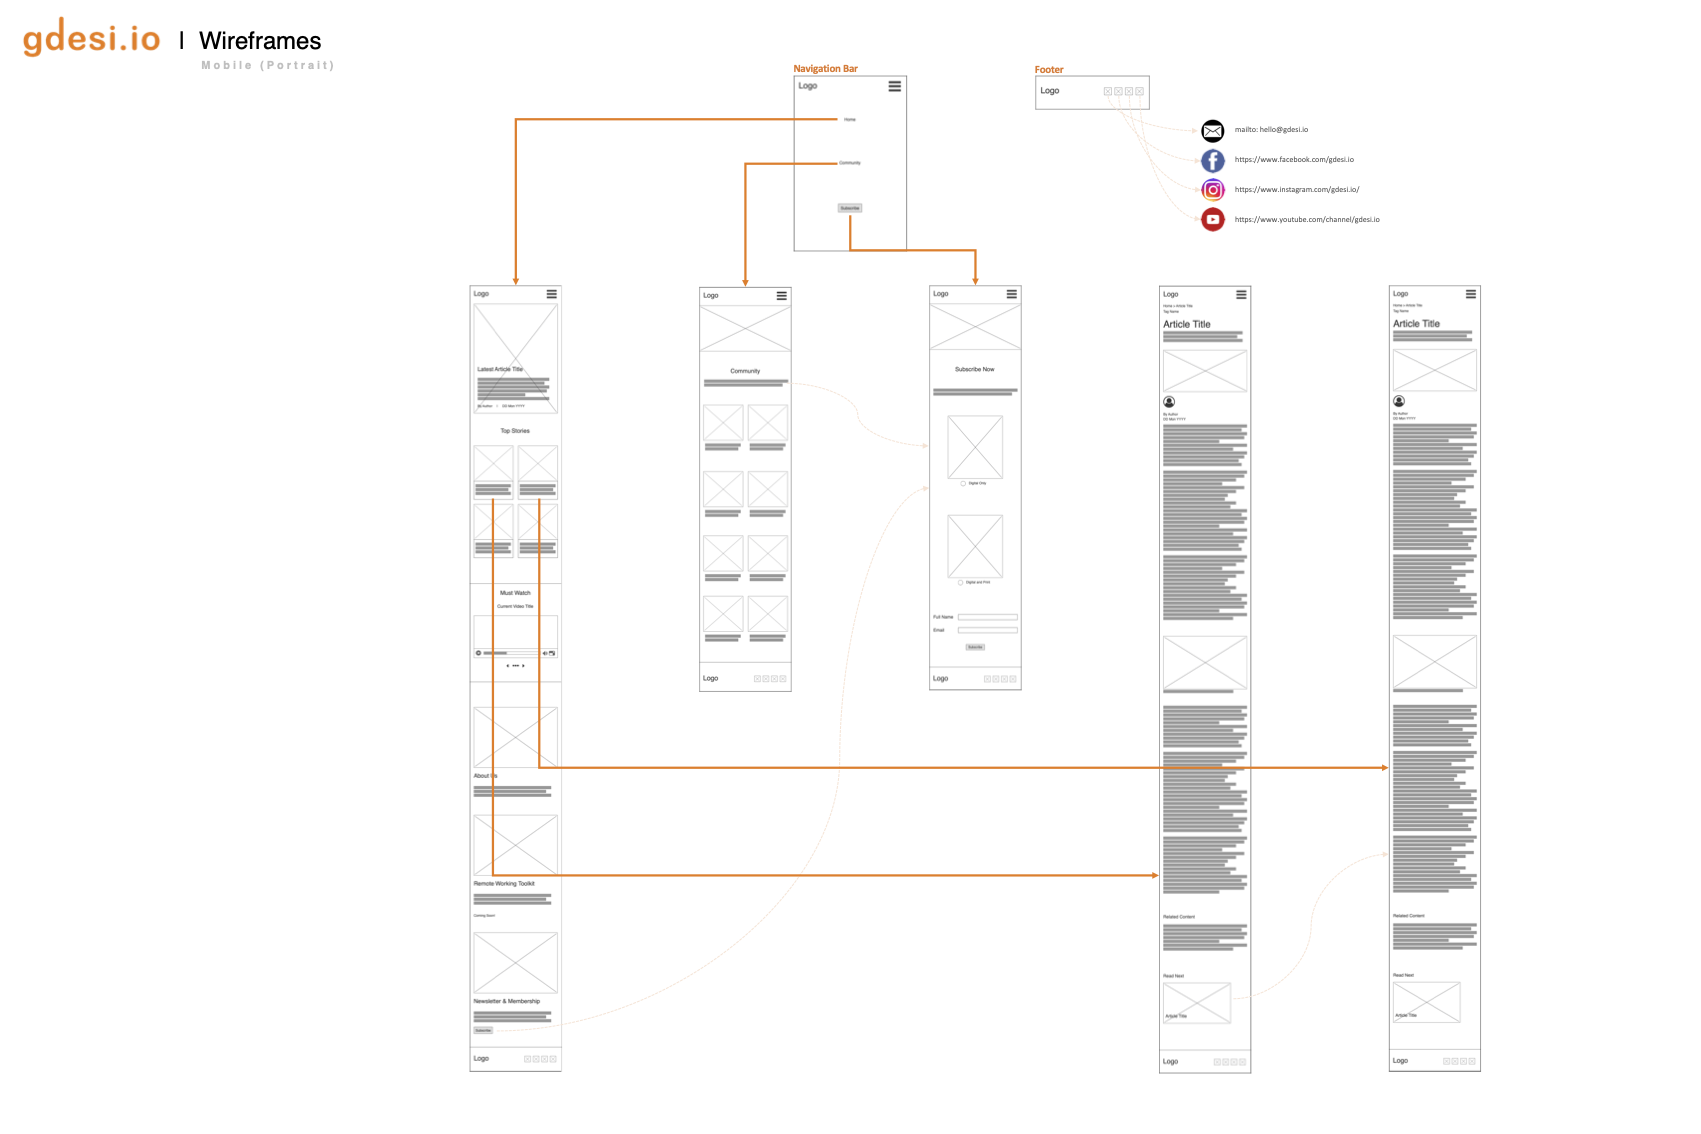 gdesi.io | Wireframes
Mobile (Portrait)
Navigation Bar
Logo
Home
Community
Subscribe
Footer
Logo
mailto: hello@gdesi.io
https://www.facebook.com/gdesi.io
https://www.instagram.com/gdesi.io/
https://www.youtube.com/channel/gdesi.io
Logo
Latest Article Title
By Author | DD Mon YYYY
Top Stories
Must Watch
Current Video Title
About Us
Remote Working Toolkit
Coming Soon!
Newsletter & Membership
Subscribe
Logo
Logo
Community
Logo
Logo
Subscribe Now
Digital Only
Digital and Print
Full Name
Email
Subscribe
Logo
Logo
Home > Article Title
Tag Name
Article Title
By Author
DD Mon YYYY
Related Content
Read Next
Article Title
Logo
Logo
Home > Article Title
Tag Name
Article Title
By Author
DD Mon YYYY
Related Content
Read Next
Article Title
Logo